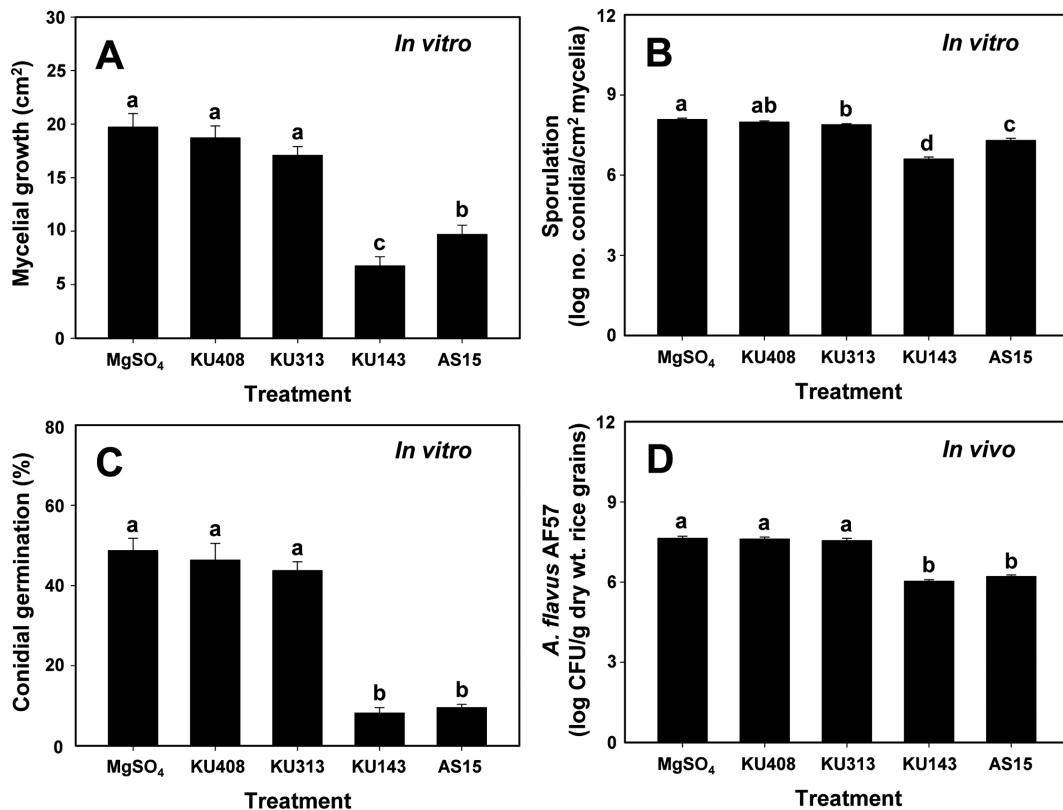 A
In vitro
Mycelial growth (cm²)
30
25
20
15
10
5
0
a
a
a
c
b
MgSO₄ KU408 KU313 KU143 AS15
Treatment
B
In vitro
Sporulation
(log no. conidia/cm² mycelia)
12
9
6
3
0
a
ab
b
d
c
MgSO₄ KU408 KU313 KU143 AS15
Treatment
C
In vitro
Conidial germination (%)
80
60
40
20
0
a
a
a
b
b
MgSO₄ KU408 KU313 KU143 AS15
Treatment
D
In vivo
A. flavus AF57
(log CFU/g dry wt. rice grains)
12
9
6
3
0
a
a
a
b
b
MgSO₄ KU408 KU313 KU143 AS15
Treatment